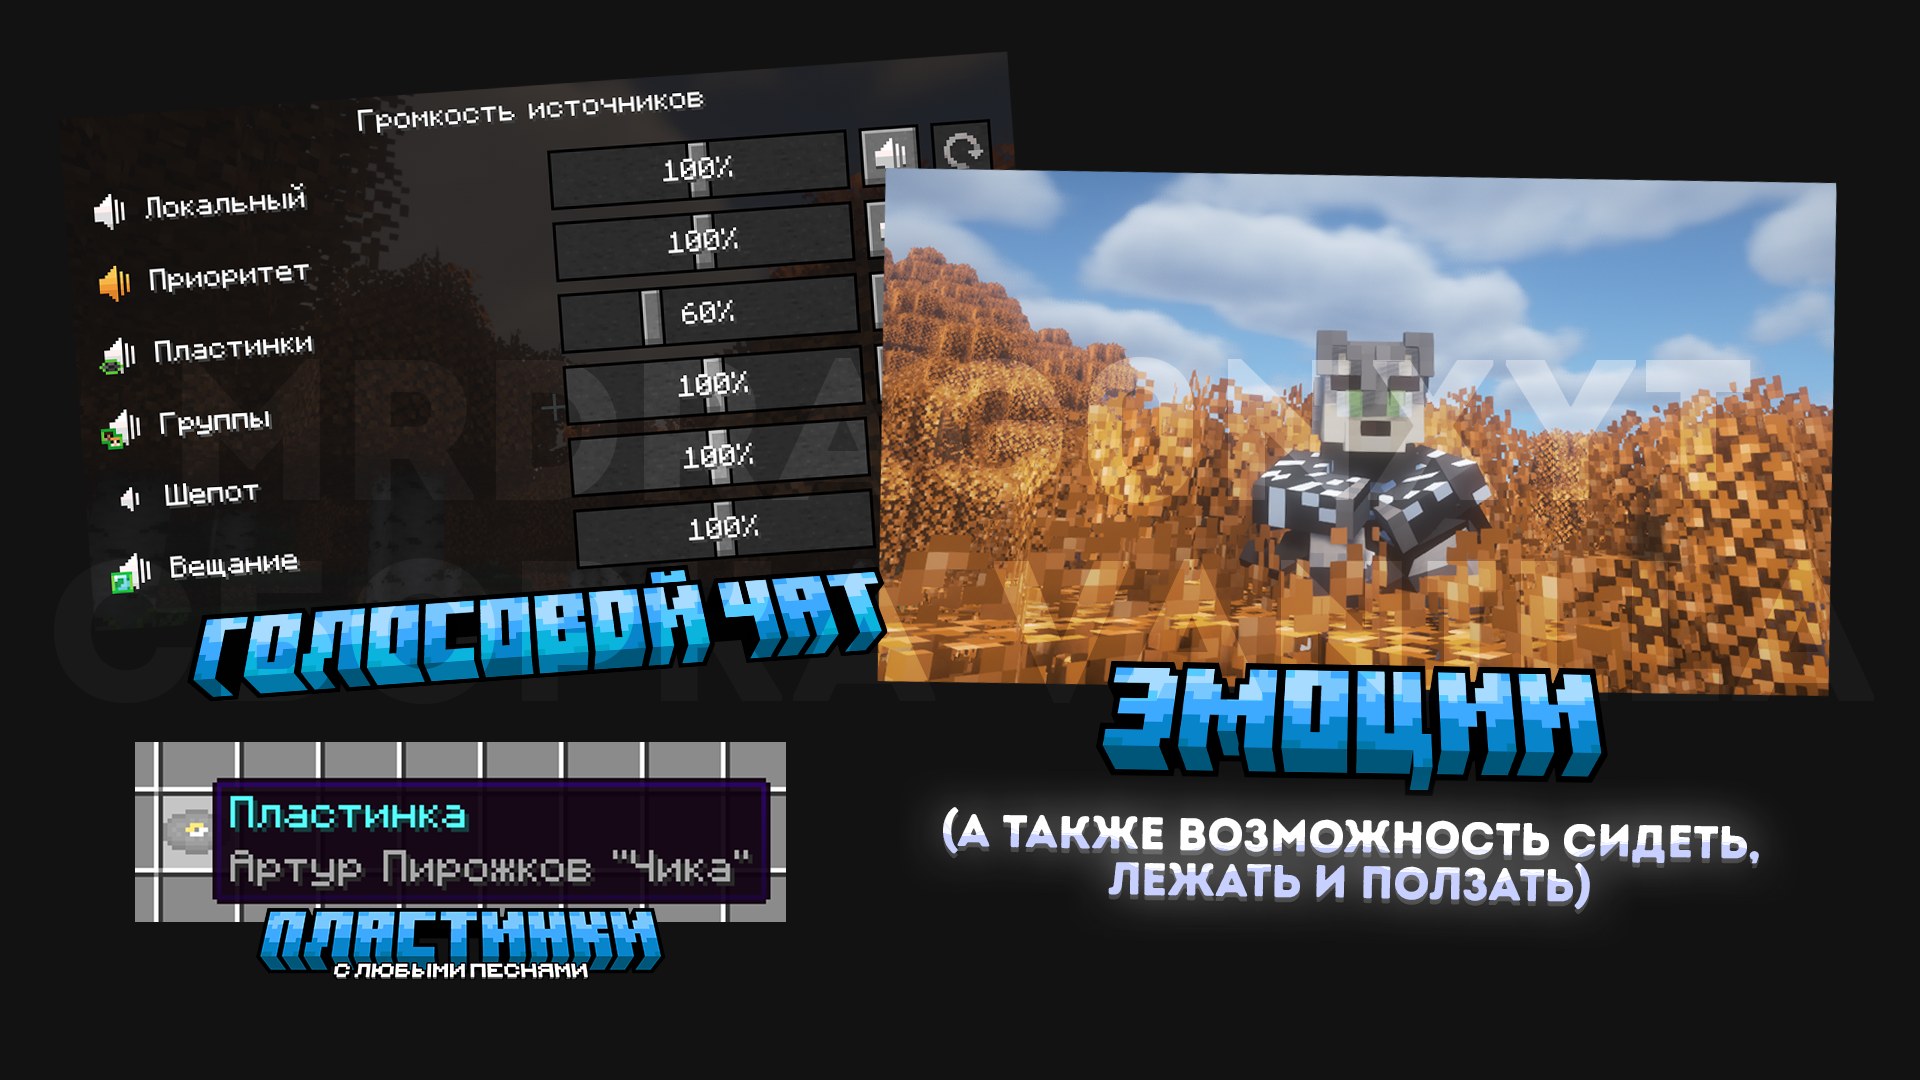 Громкость источников
Локальный
100%
Приоритет
100%
Пластинки
60%
Группы
100%
Шепот
100%
Вещание
100%
ГОЛОСОВОЙ ЧАТ
ЭМОЦИИ
(А ТАКЖЕ ВОЗМОЖНОСТЬ СИДЕТЬ,
ЛЕЖАТЬ И ПОЛЗАТЬ)
Пластинка
Артур Пирожков "Чика"
ПЛАСТИНКИ
С ЛЮБЫМИ ПЕСНЯМИ
MRDRAGONXYT